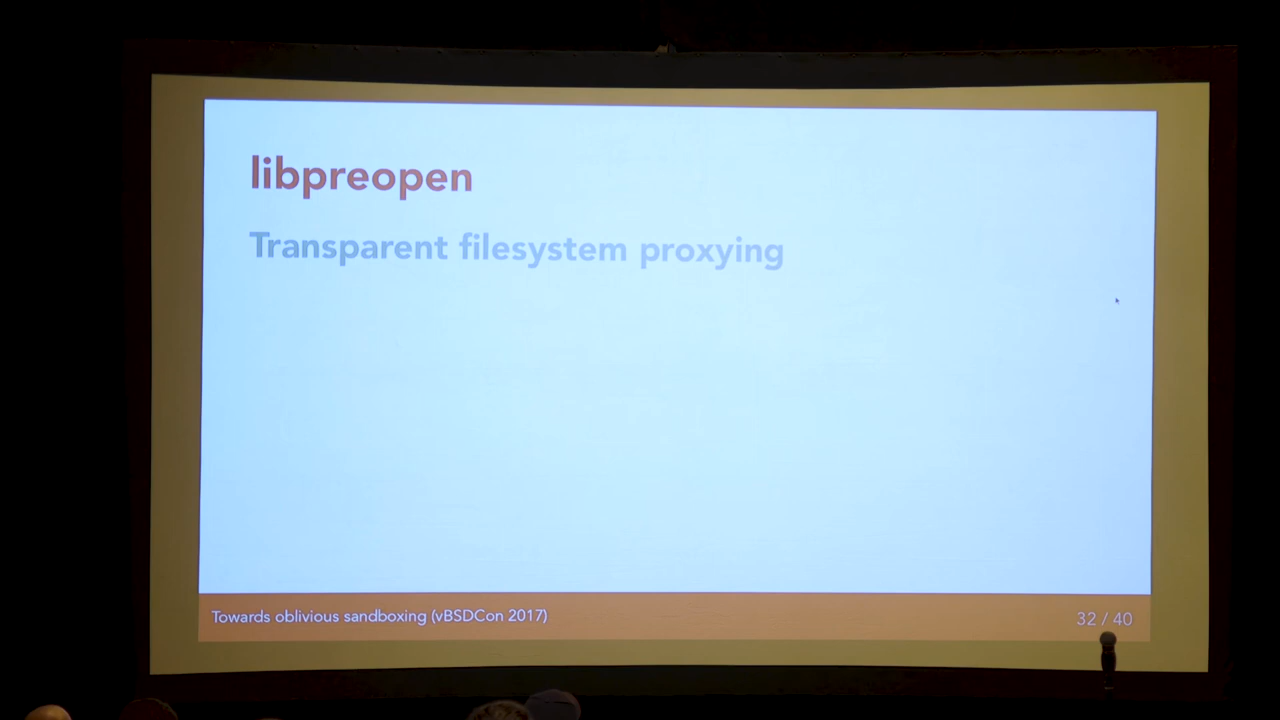 libpreopen
Transparent filesystem proxying
Towards oblivious sandboxing (vBSDCon 2017)
32 / 40